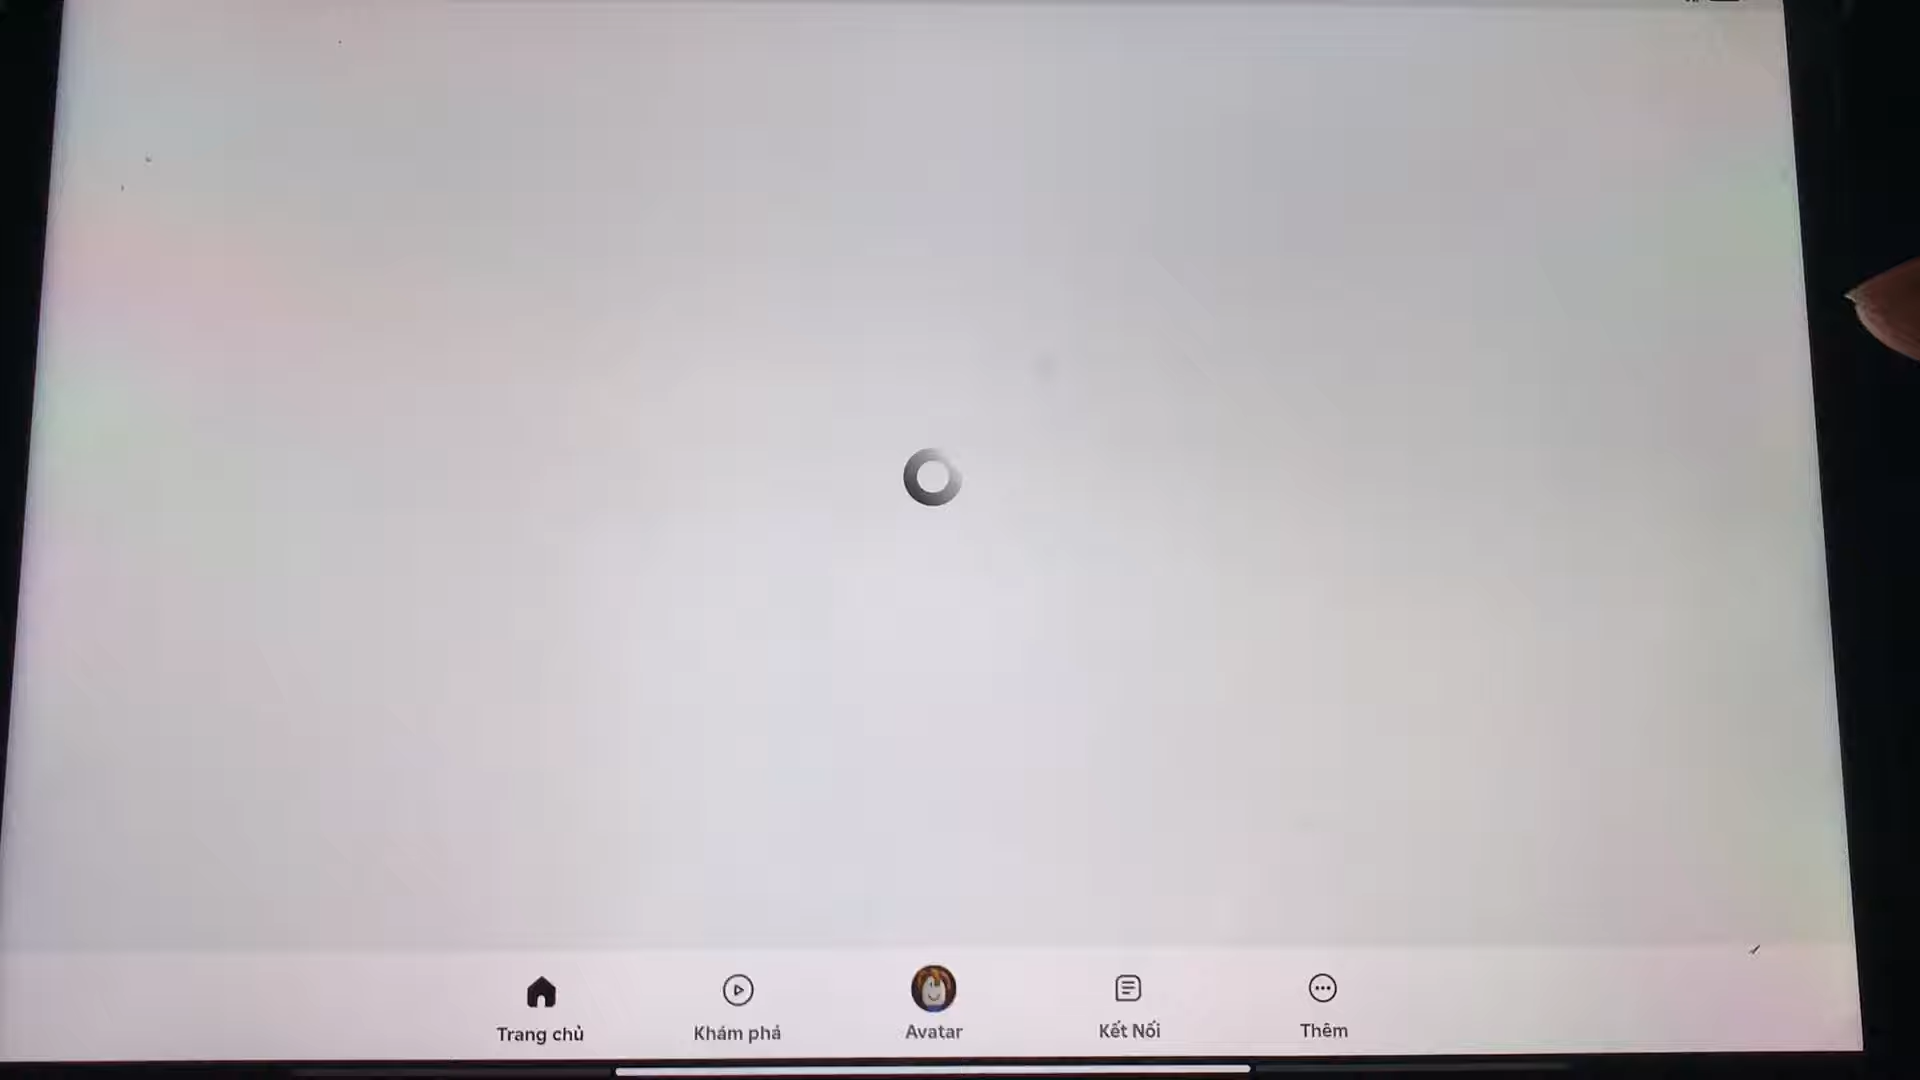 Trang chủ
Khám phá
Avatar
Kết Nối
Thêm